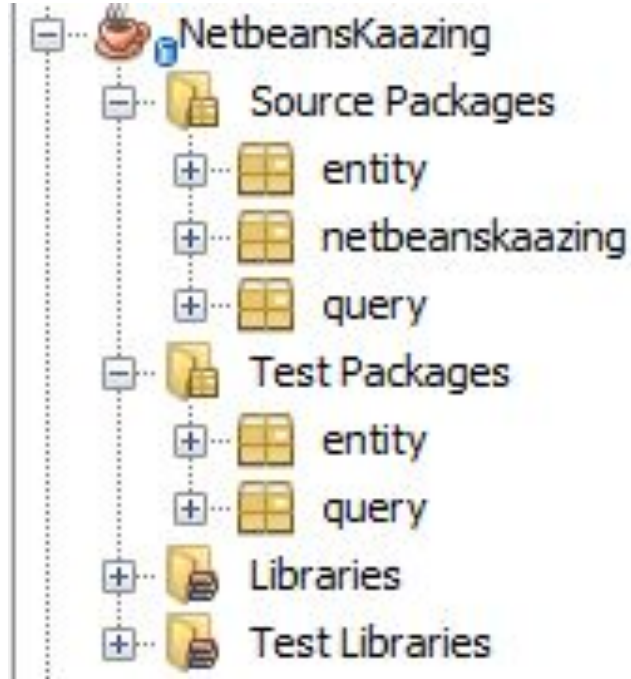 NetbeansKaazing
Source Packages
entity
netbeanskaazing
query
Test Packages
entity
query
Libraries
Test Libraries